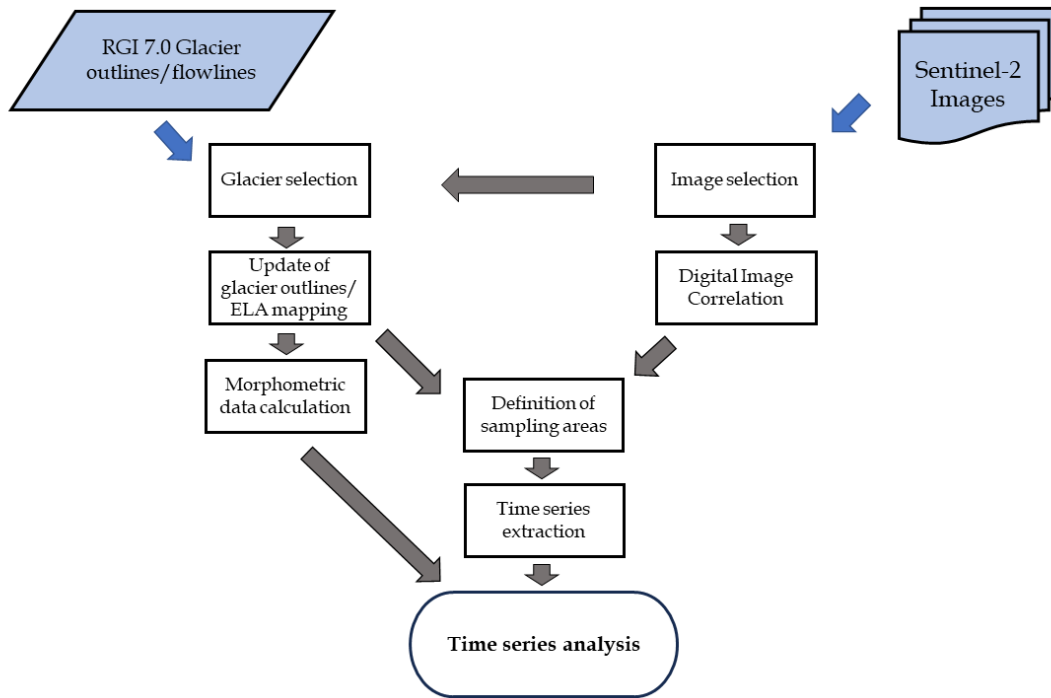 RGI 7.0 Glacier
outlines/flowlines
Sentinel-2
Images
Glacier selection
Image selection
Update of
glacier outlines/
ELA mapping
Digital Image
Correlation
Morphometric
data calculation
Definition of
sampling areas
Time series
extraction
Time series analysis